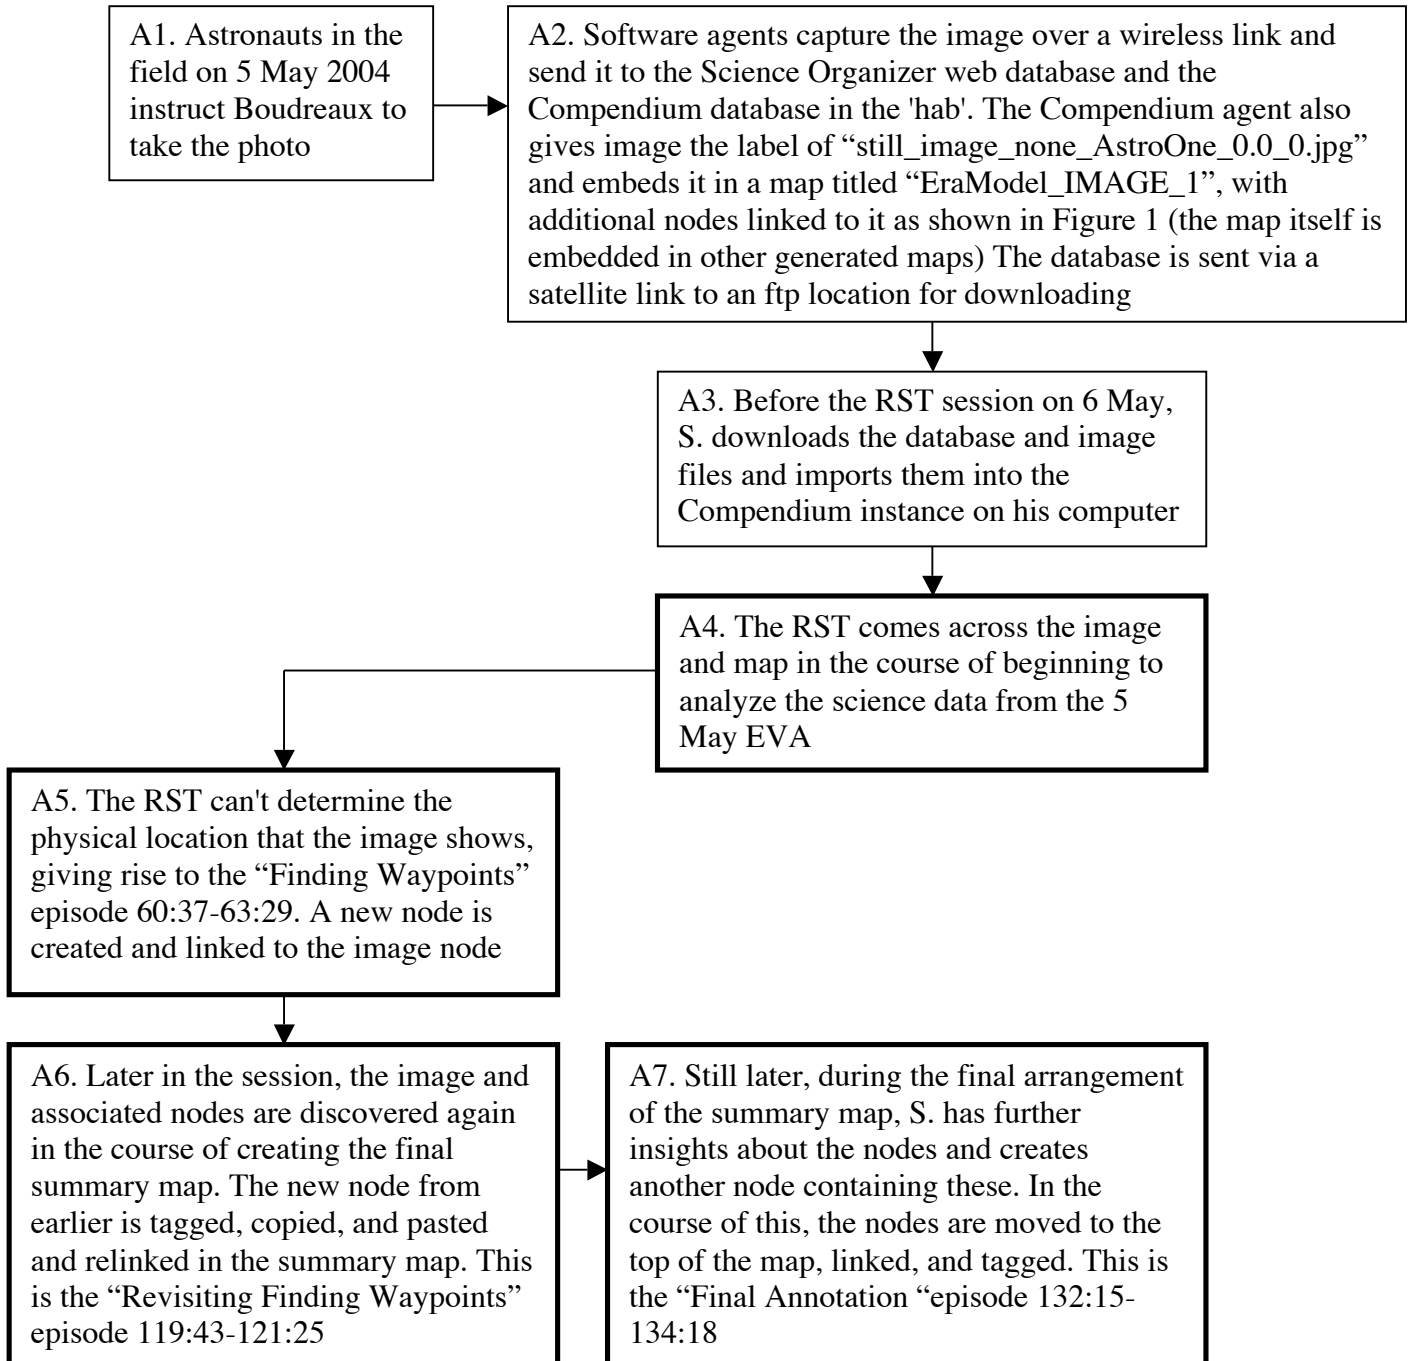 A1. Astronauts in the
field on 5 May 2004
instruct Boudreaux to
take the photo
A2. Software agents capture the image over a wireless link and
send it to the Science Organizer web database and the
Compendium database in the 'hab'. The Compendium agent also
gives image the label of “still_image_none_AstroOne_0.0_0.jpg”
and embeds it in a map titled “EraModel_IMAGE_1”, with
additional nodes linked to it as shown in Figure 1 (the map itself is
embedded in other generated maps) The database is sent via a
satellite link to an ftp location for downloading
A3. Before the RST session on 6 May,
S. downloads the database and image
files and imports them into the
Compendium instance on his computer
A4. The RST comes across the image
and map in the course of beginning to
analyze the science data from the 5
May EVA
A5. The RST can't determine the
physical location that the image shows,
giving rise to the “Finding Waypoints”
episode 60:37-63:29. A new node is
created and linked to the image node
A6. Later in the session, the image and
associated nodes are discovered again
in the course of creating the final
summary map. The new node from
earlier is tagged, copied, and pasted
and relinked in the summary map. This
is the “Revisiting Finding Waypoints”
episode 119:43-121:25
A7. Still later, during the final arrangement
of the summary map, S. has further
insights about the nodes and creates
another node containing these. In the
course of this, the nodes are moved to the
top of the map, linked, and tagged. This is
the “Final Annotation “episode 132:15-
134:18